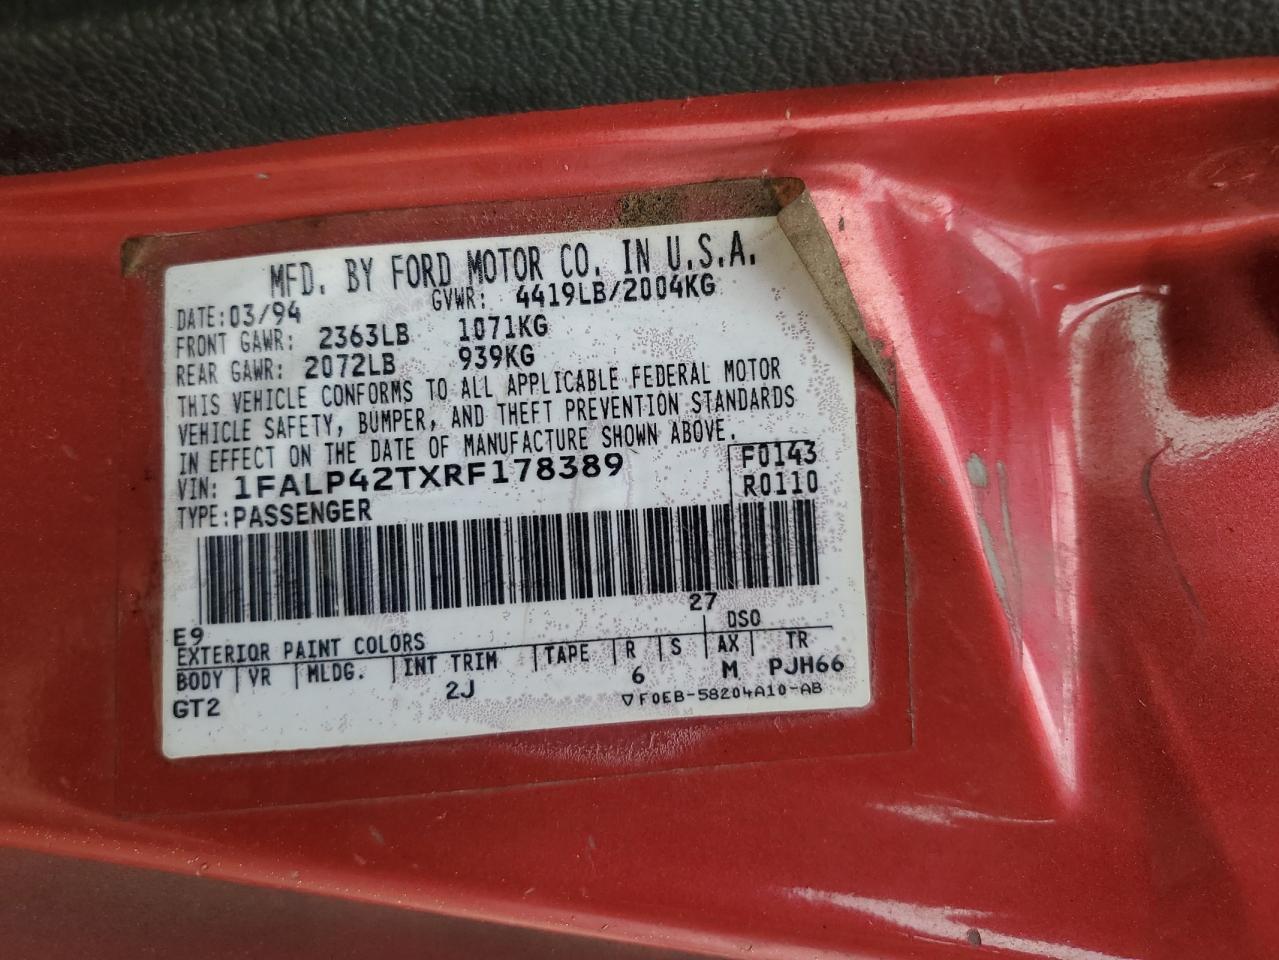 MFD. BY FORD MOTOR CO. IN U.S.A.
DATE: 03/94 GVWR: 4419LB/2004KG
FRONT GAWR: 2363LB 1071KG
REAR GAWR: 2072LB 939KG
THIS VEHICLE CONFORMS TO ALL APPLICABLE FEDERAL MOTOR
VEHICLE SAFETY, BUMPER, AND THEFT PREVENTION STANDARDS
IN EFFECT ON THE DATE OF MANUFACTURE SHOWN ABOVE.
VIN: 1FALP42TXRF178389 F0143
TYPE: PASSENGER R0110
E9 27
EXTERIOR PAINT COLORS DSO
BODY VR MLDG. INT TRIM TAPE R S AX TR
GT2 2J 6 M PJH66
▽F0EB-58204A10-AB